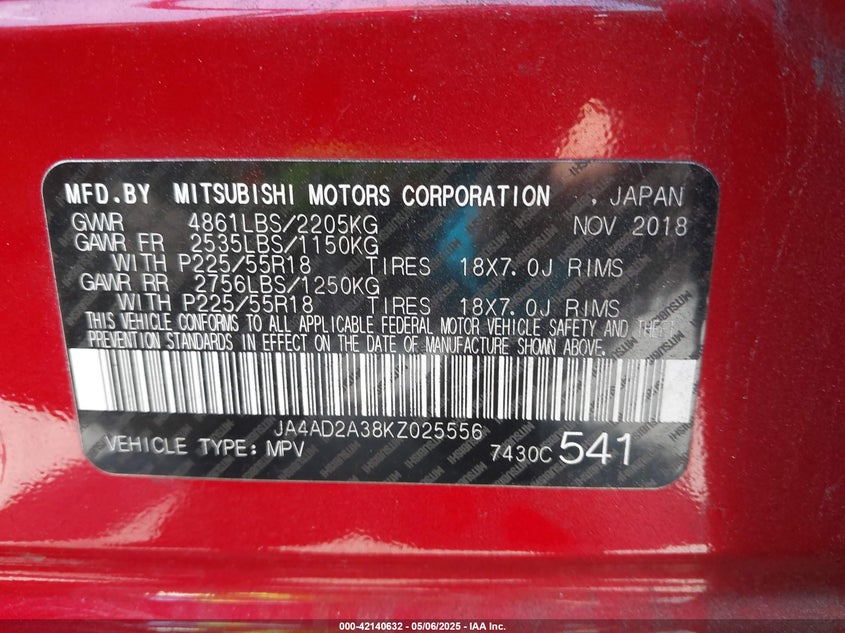 MFD.BY MITSUBISHI MOTORS CORPORATION , JAPAN
GVWR 4861LBS/2205KG NOV 2018
GAWR FR 2535LBS/1150KG
WITH P225/55R18 TIRES 18X7.0J RIMS
GAWR RR 2756LBS/1250KG
WITH P225/55R18 TIRES 18X7.0J RIMS
THIS VEHICLE CONFORMS TO ALL APPLICABLE FEDERAL MOTOR VEHICLE SAFETY AND THEFT
PREVENTION STANDARDS IN EFFECT ON THE DATE OF MANUFACTURE SHOWN ABOVE.
JA4AD2A38KZ025556
VEHICLE TYPE: MPV 7430C 541
000-42140632 - 05/06/2025 - IAA Inc.